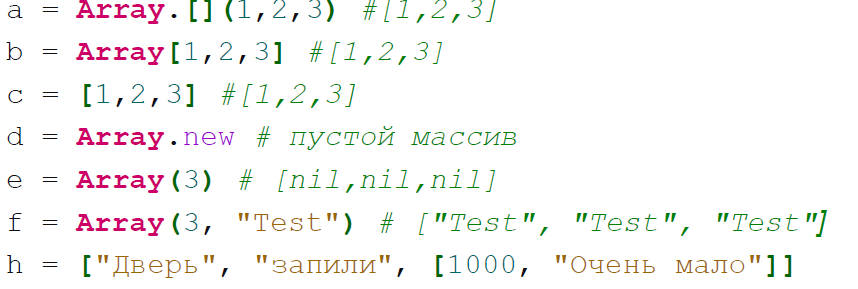 a = Array.[](1,2,3) #[1,2,3]
b = Array[1,2,3] #[1,2,3]
c = [1,2,3] #[1,2,3]
d = Array.new # пустой массив
e = Array(3) # [nil,nil,nil]
f = Array(3, "Test") # ["Test", "Test", "Test"]
h = ["Дверь", "запили", [1000, "Очень мало"]]